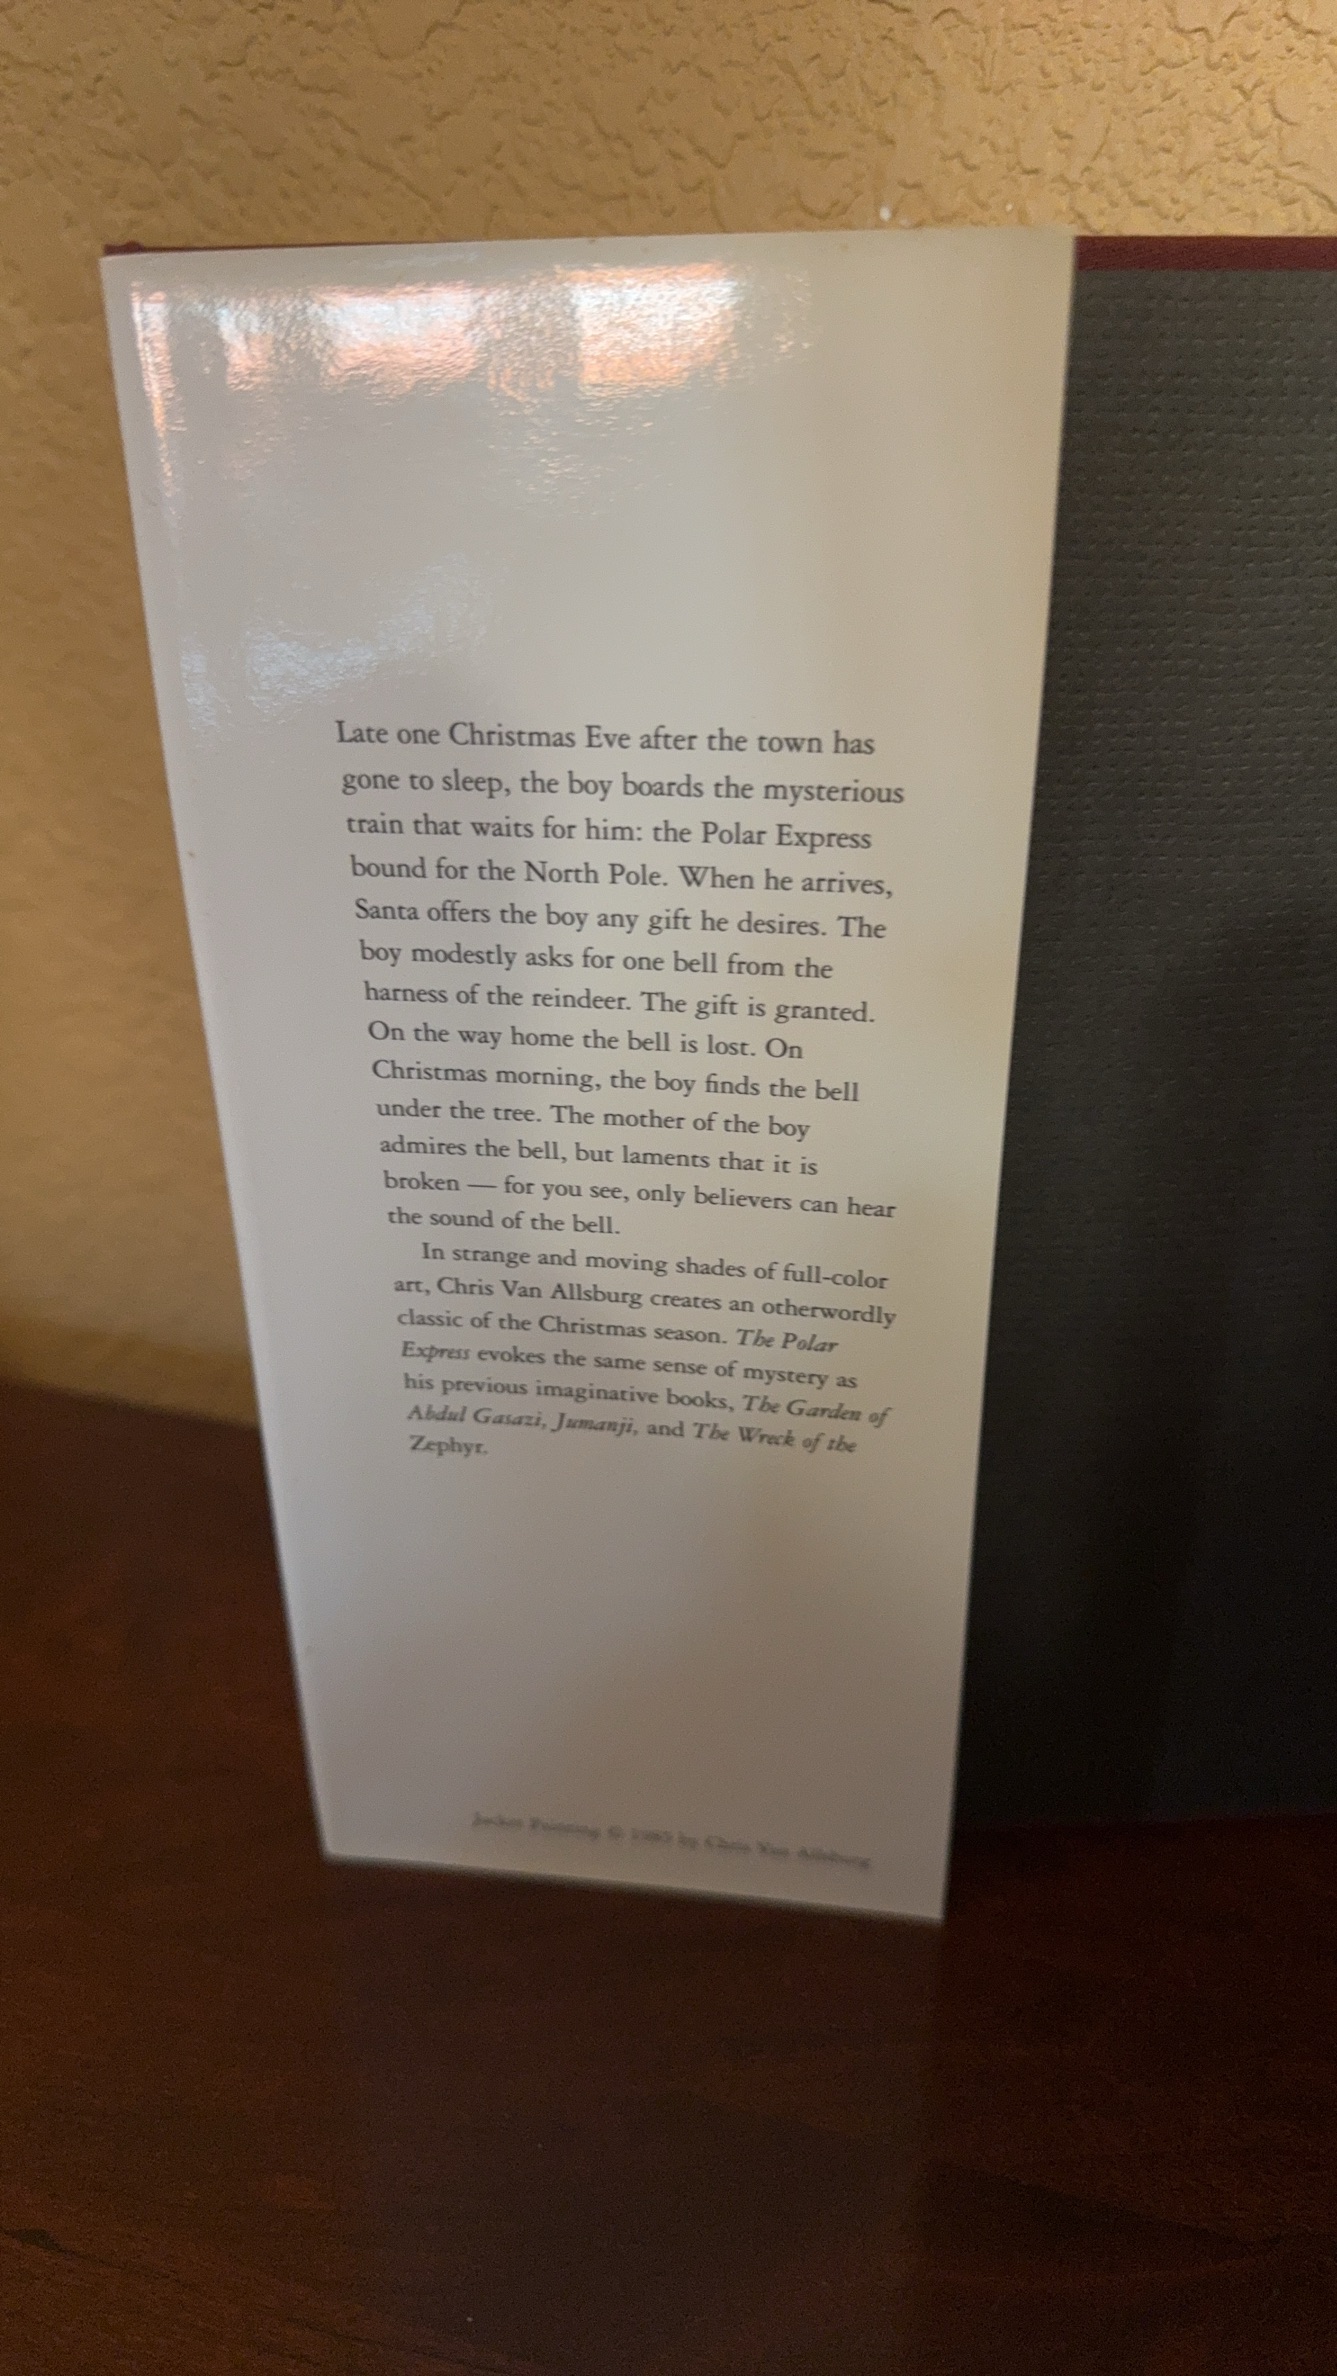 Late one Christmas Eve after the town has
gone to sleep, the boy boards the mysterious
train that waits for him: the Polar Express
bound for the North Pole. When he arrives,
Santa offers the boy any gift he desires. The
boy modestly asks for one bell from the
harness of the reindeer. The gift is granted.
On the way home the bell is lost. On
Christmas morning, the boy finds the bell
under the tree. The mother of the boy
admires the bell, but laments that it is
broken — for you see, only believers can hear
the sound of the bell.
In strange and moving shades of full-color
art, Chris Van Allsburg creates an otherwordly
classic of the Christmas season. The Polar
Express evokes the same sense of mystery as
his previous imaginative books, The Garden of
Abdul Gasazi, Jumanji, and The Wreck of the
Zephyr.
Jacket Painting © by Chris Van Allsburg